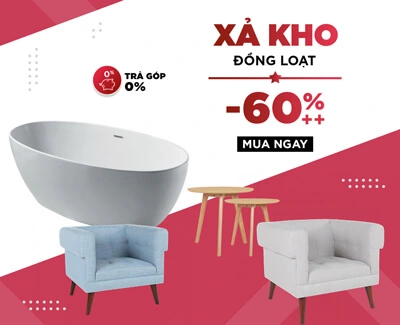 XẢ KHO
ĐỒNG LOẠT
0%
TRẢ GÓP
0%
-60%++
MUA NGAY